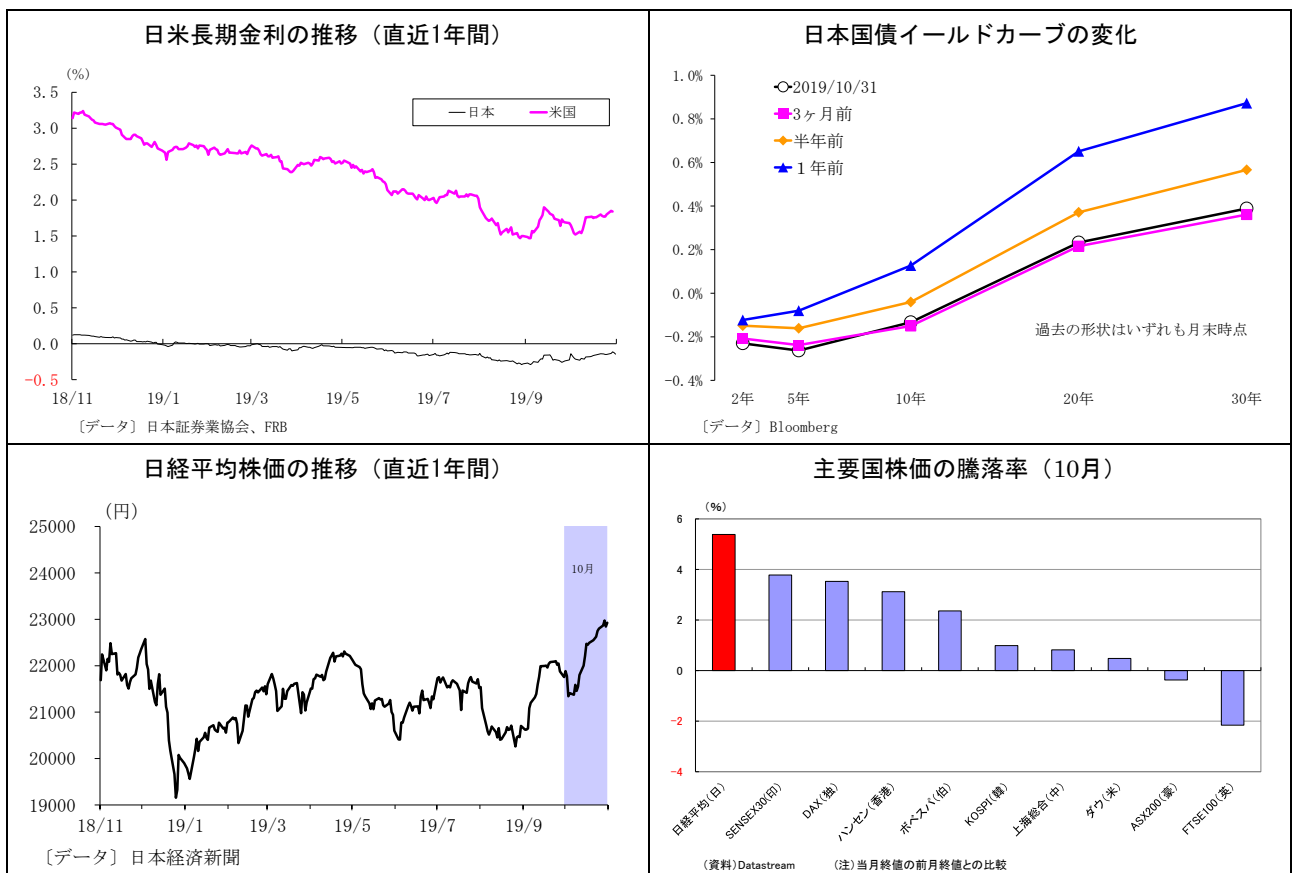 日米長期金利の推移（直近1年間）
(%)
3.5
3.0
2.5
2.0
1.5
1.0
0.5
0.0
-0.5
日本 米国
18/11 19/1 19/3 19/5 19/7 19/9
〔データ〕日本証券業協会、FRB
日本国債イールドカーブの変化
1.0%
0.8%
0.6%
0.4%
0.2%
0.0%
-0.2%
-0.4%
2019/10/31
3ヶ月前
半年前
１年前
過去の形状はいずれも月末時点
2年 5年 10年 20年 30年
〔データ〕Bloomberg
日経平均株価の推移（直近1年間）
(円)
25000
24000
23000
22000
21000
20000
19000
10月
18/11 19/1 19/3 19/5 19/7 19/9
〔データ〕日本経済新聞
主要国株価の騰落率（10月）
(%)
6
4
2
0
-2
-4
日経平均(日) SENSEX30(印) DAX(独) ハンセン(香港) ボベスパ(伯) KOSPI(韓) 上海総合(中) ダウ(米) ASX200(豪) FTSE100(英)
(資料)Datastream (注)当月終値の前月終値との比較